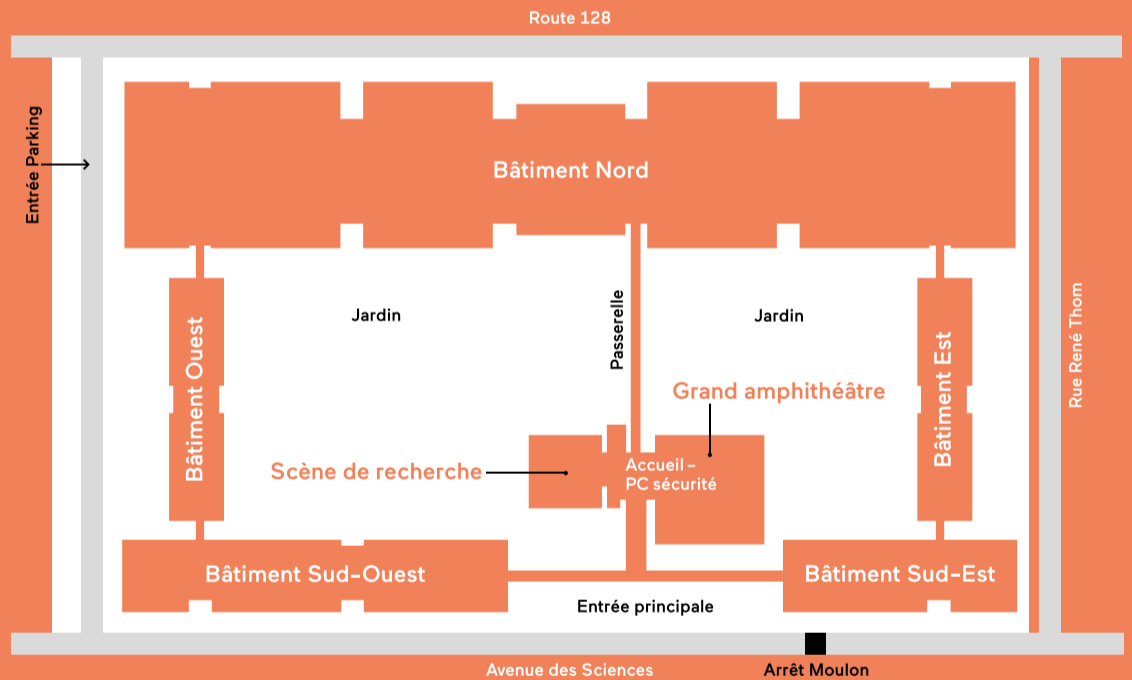 Route 128
Entrée Parking
Bâtiment Nord
Jardin
Passerelle
Jardin
Rue René Thom
Bâtiment Ouest
Bâtiment Est
Grand amphithéâtre
Scène de recherche
Accueil –
PC sécurité
Bâtiment Sud-Ouest
Bâtiment Sud-Est
Entrée principale
Avenue des Sciences
Arrêt Moulon